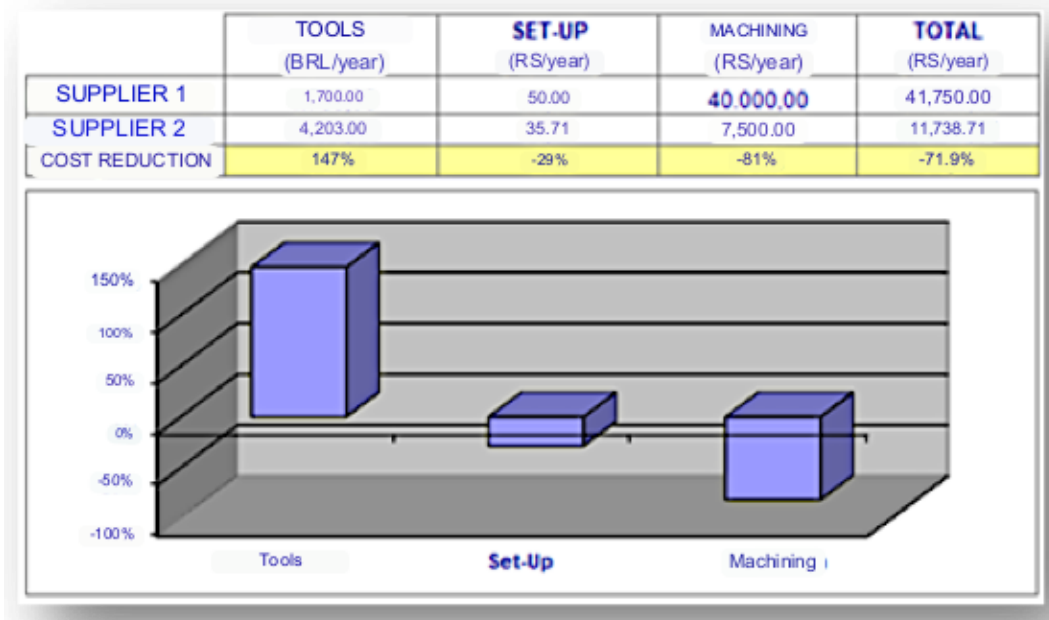 TOOLS SET-UP MACHINING TOTAL
(BRL/year) (RS/year) (RS/year) (RS/year)
SUPPLIER 1 1,700.00 50.00 40.000,00 41,750.00
SUPPLIER 2 4,203.00 35.71 7,500.00 11,738.71
COST REDUCTION 147% -29% -81% -71.9%
150%
100%
50%
0%
-50%
-100%
Tools Set-Up Machining